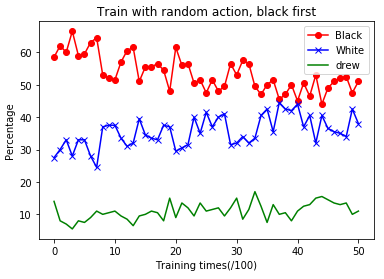 Train with random action, black first
Black
White
drew
Percentage
60
50
40
30
20
10
0
10
20
30
40
50
Training times(/100)